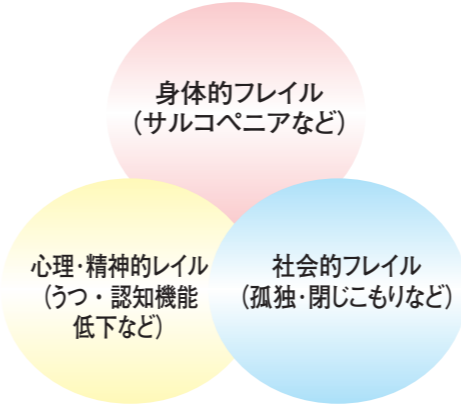 身体的フレイル
（サルコペニアなど）
心理・精神的レイル
（うつ・認知機能
低下など）
社会的フレイル
（孤独・閉じこもりなど）